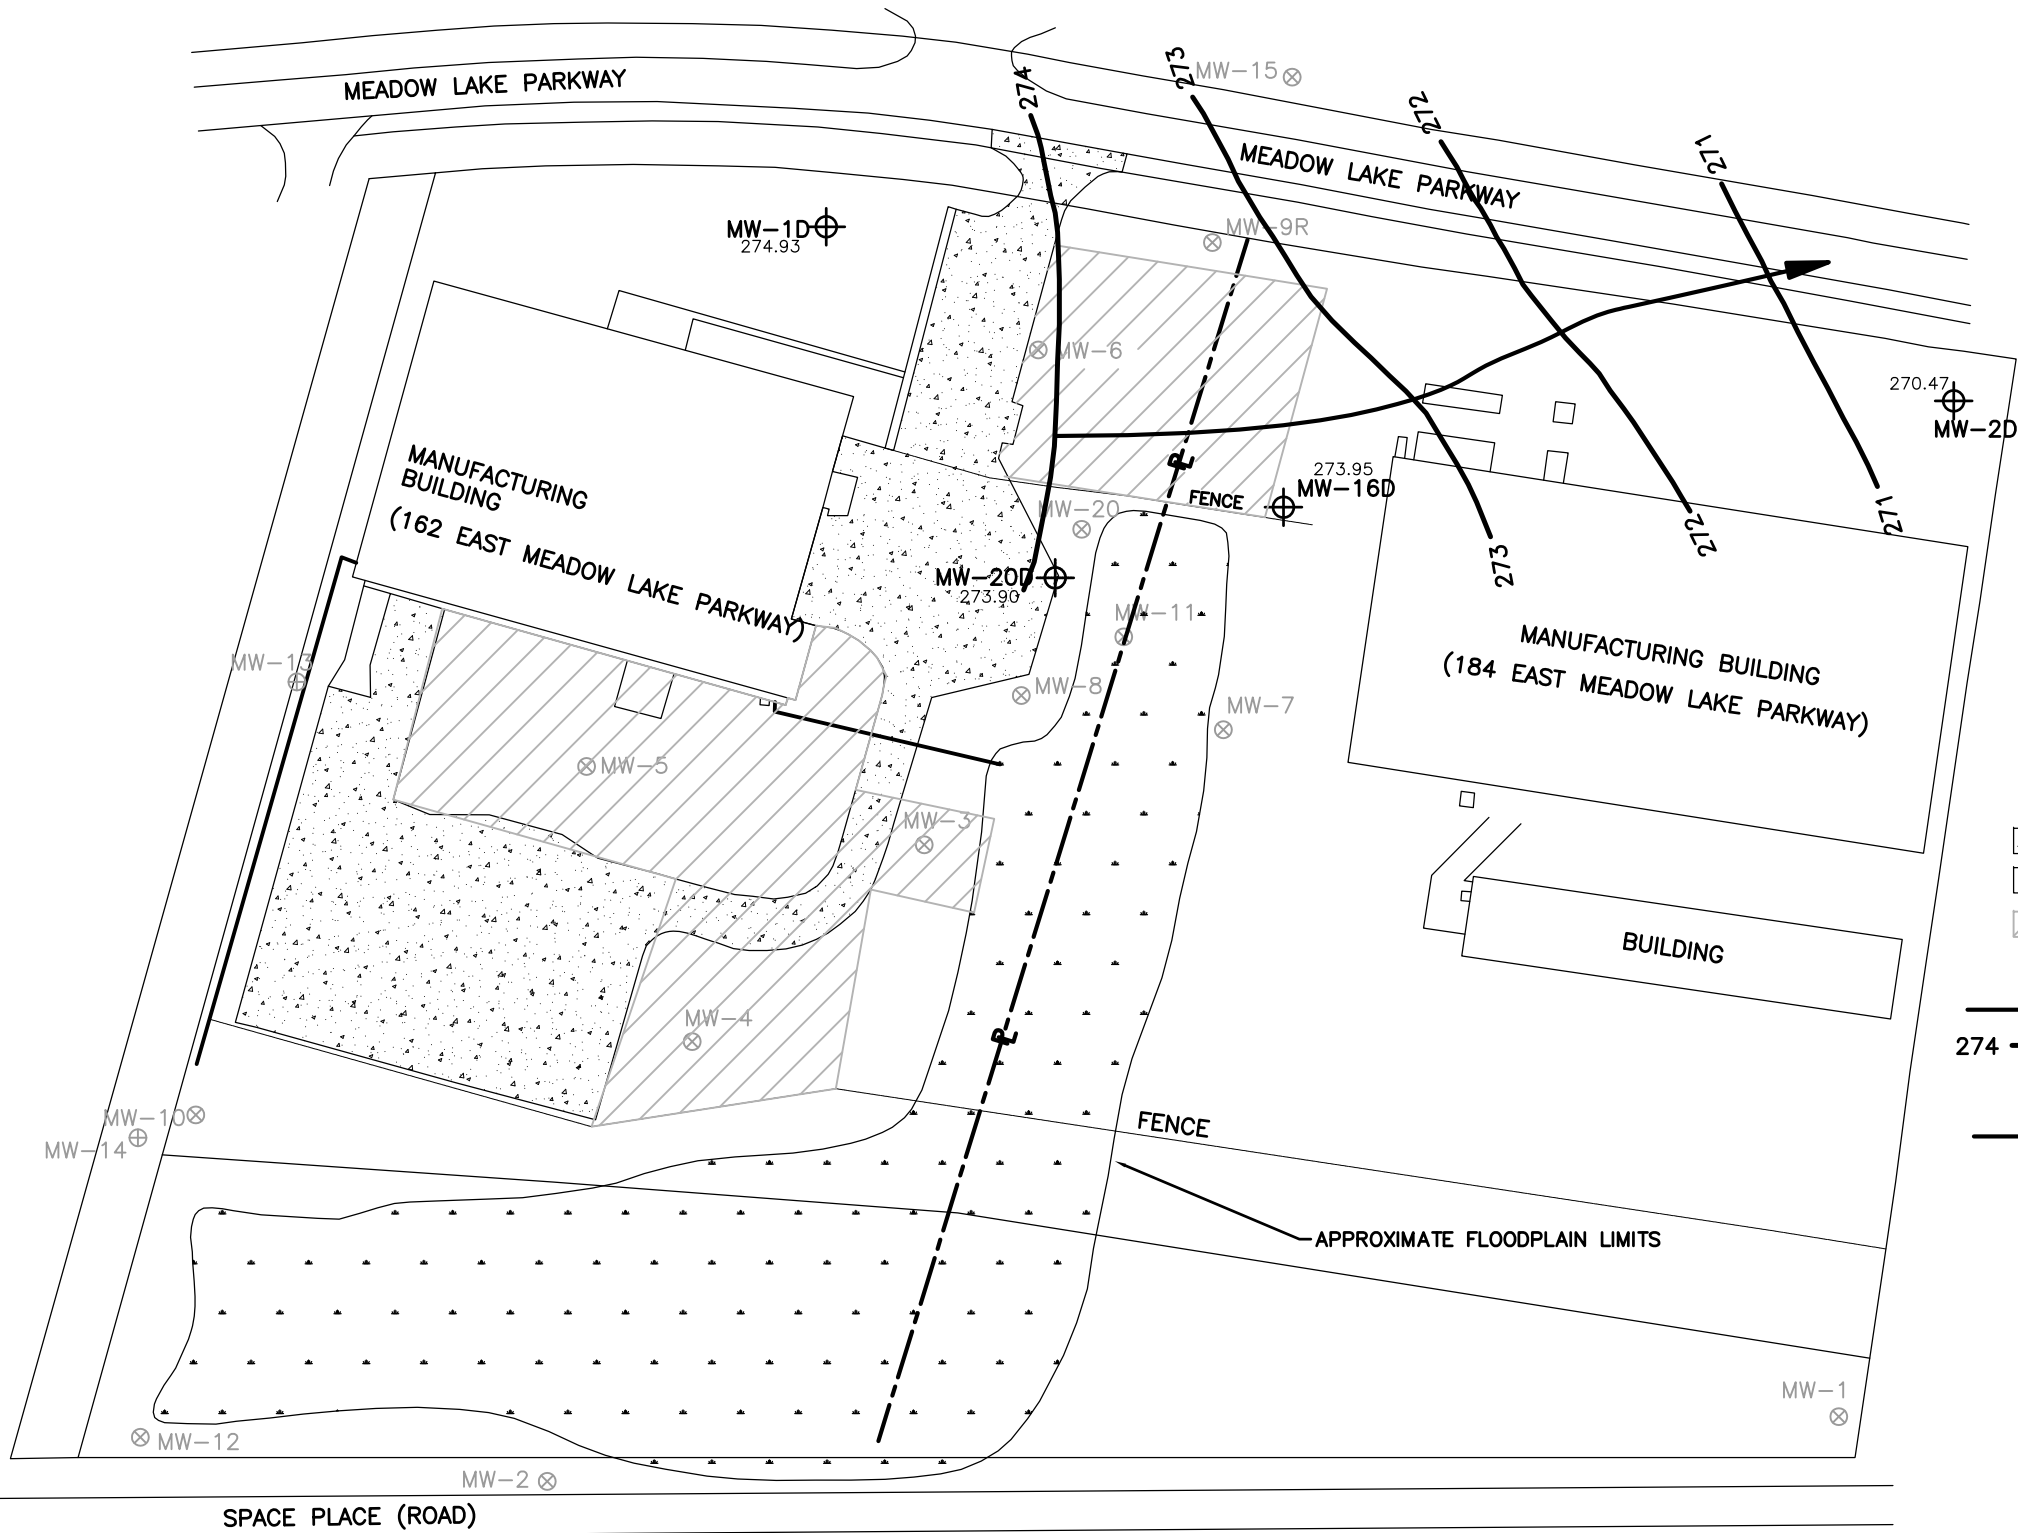 MEADOW LAKE PARKWAY
274
273
MW-15
272
271
MEADOW LAKE PARKWAY
MW-1D
274.93
MW-9R
MW-6
270.47
MW-2D
MANUFACTURING
BUILDING
(162 EAST MEADOW LAKE PARKWAY)
P
273.95
MW-16D
FENCE
MW-20
271
272
273
MW-20D
273.90
MW-11
MANUFACTURING BUILDING
(184 EAST MEADOW LAKE PARKWAY)
MW-13
MW-8
MW-7
MW-5
MW-3
BUILDING
MW-4
P
274
MW-10
MW-14
FENCE
APPROXIMATE FLOODPLAIN LIMITS
MW-1
MW-12
MW-2
SPACE PLACE (ROAD)